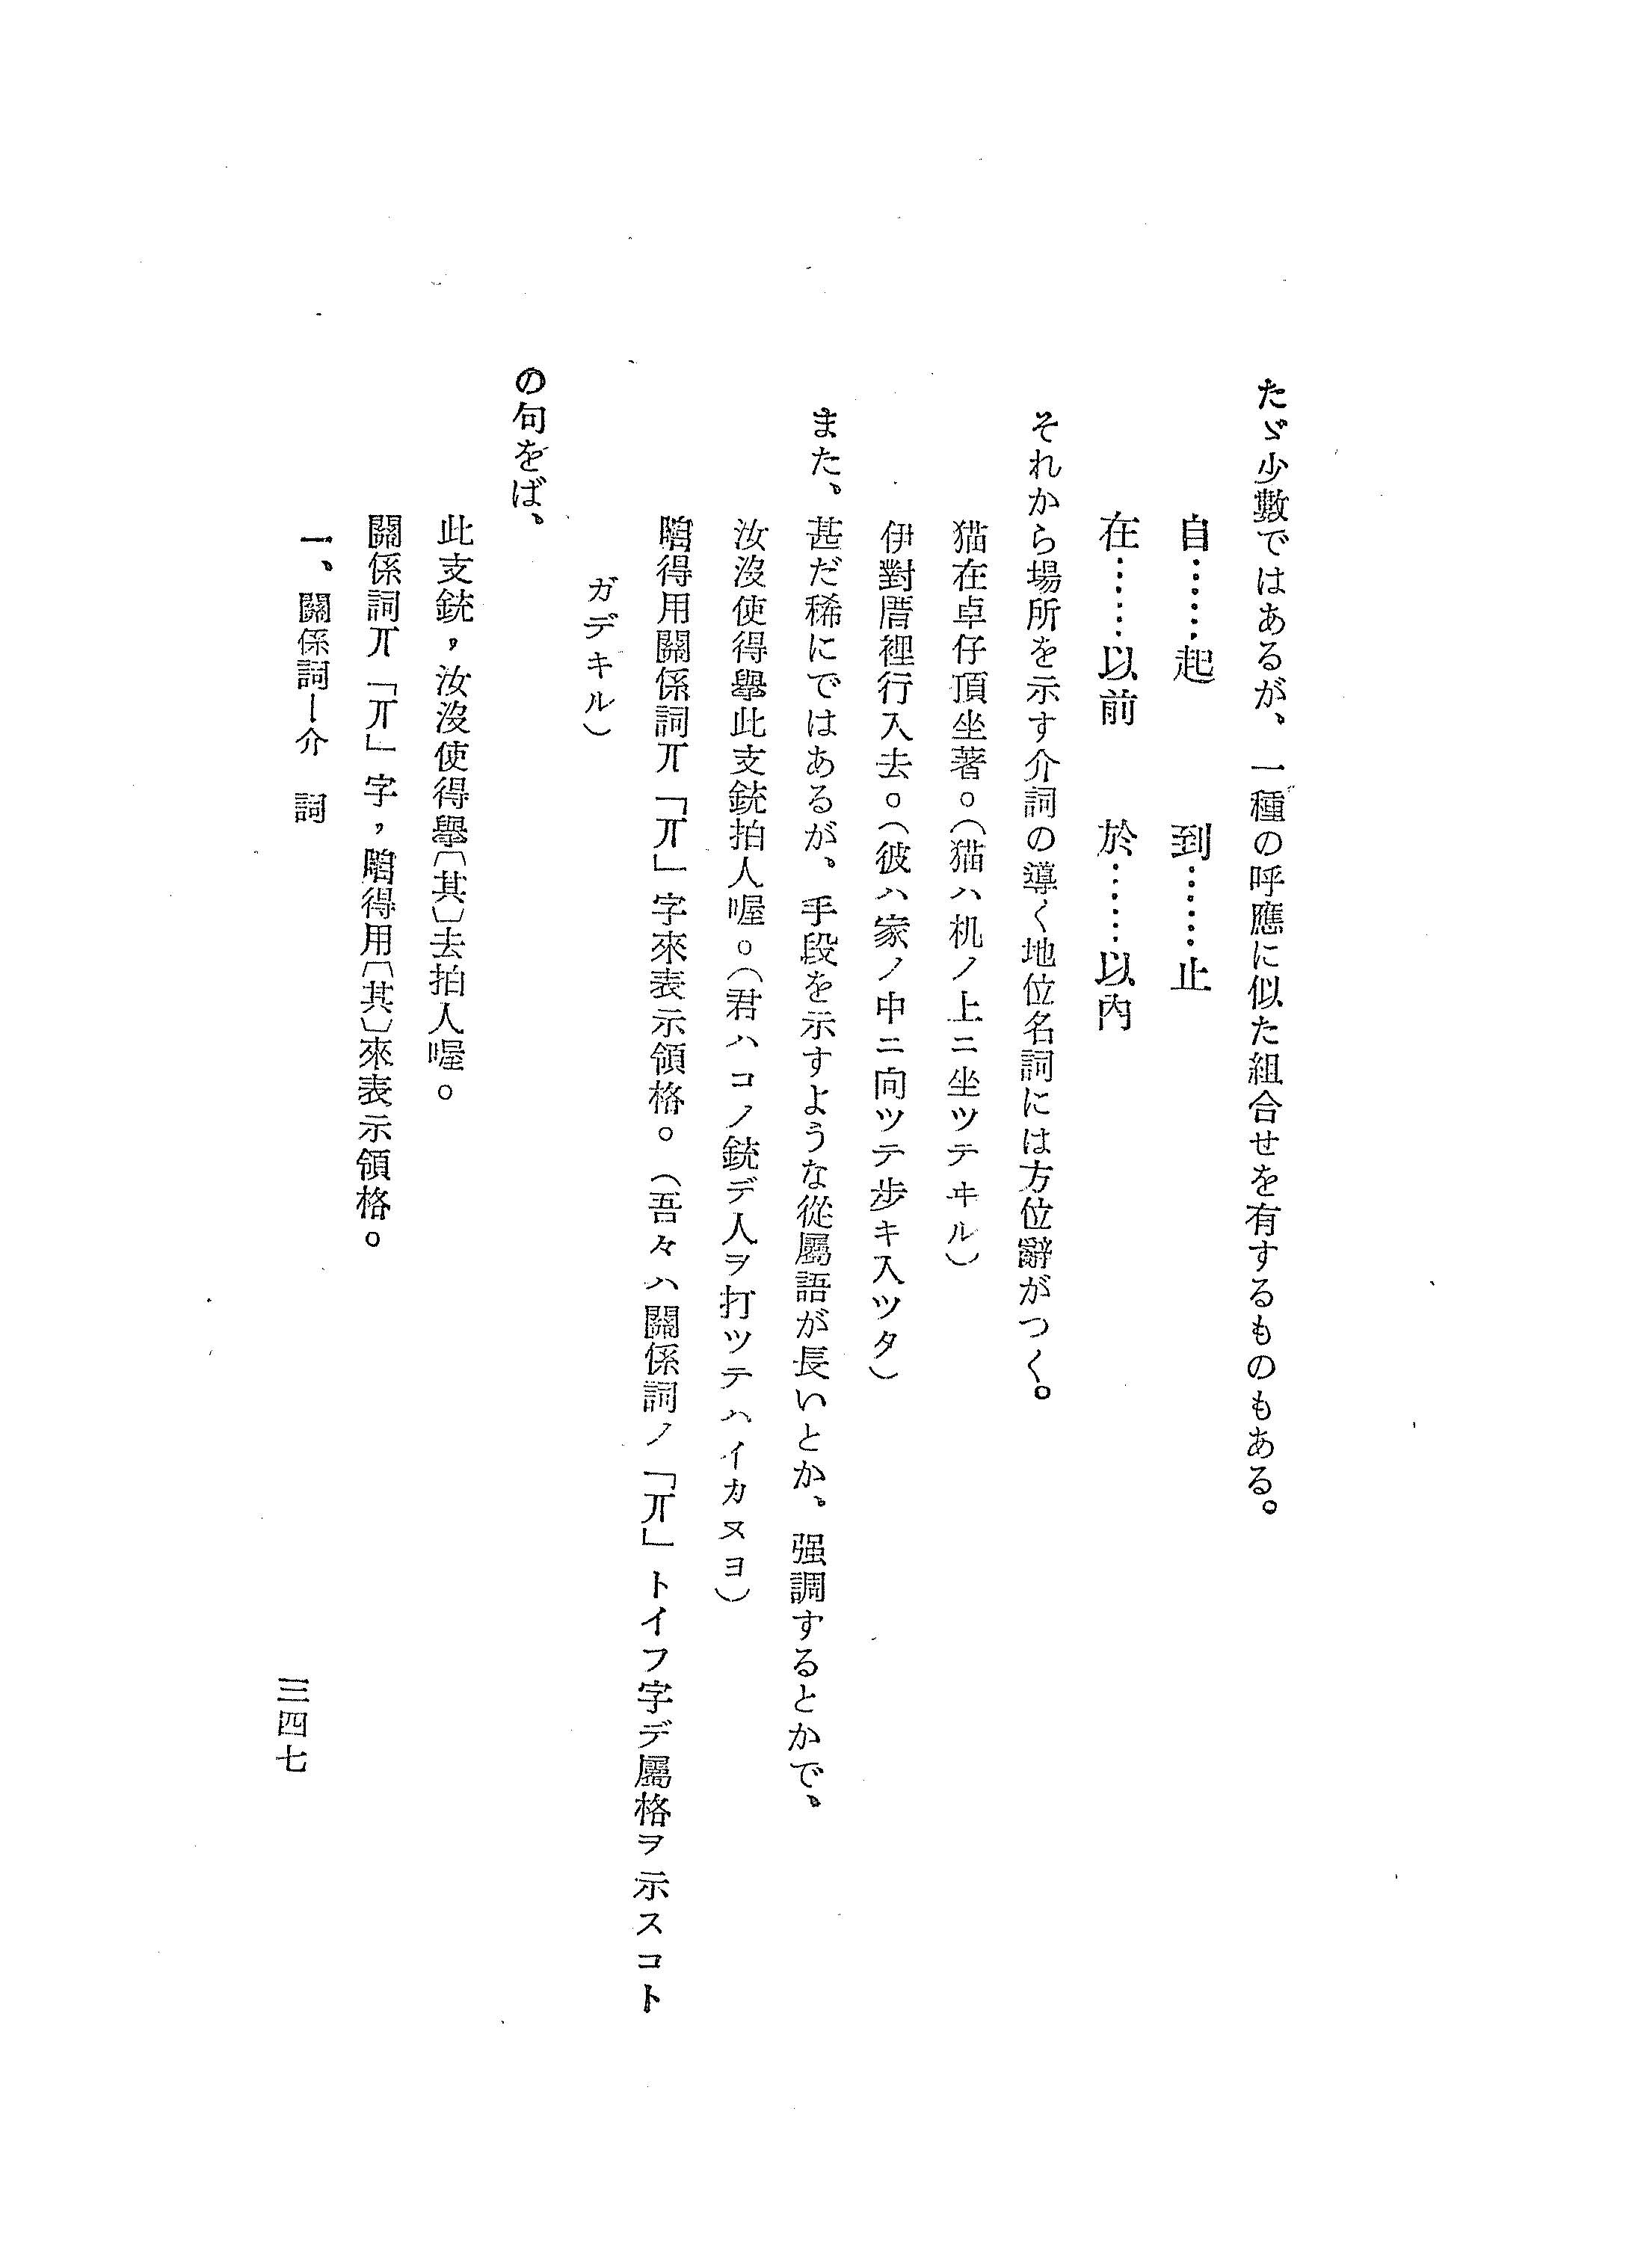 たゞ少數ではあるが、一種の呼應に似た組合せを有するものもある。
自……起　　到……止
在……以前　　於……以內
それから場所を示す介詞の導く地位名詞には方位辭がつく。
猫在卓仔頂坐著。（猫ハ机ノ上ニ坐ツテヰル）
伊對厝裡行入去。（彼ハ家ノ中ニ向ツテ步キ入ツタ）
また、甚だ稀にではあるが、手段を示すような從屬語が長いとか、强調するとかで、
汝沒使得擧此支銃拍人喔。（君ハコノ銃デ人ヲ打ツテハイカヌヨ）
得用關係詞丌「丌」字來表示領格。（吾々ハ關係詞ノ「丌」トイフ字デ屬格ヲ示スコト
ガデキル）
の句をば、
此支銃，汝沒使得擧〔其〕去拍人喔。
關係詞丌「丌」字，得用〔其〕來表示領格。
一、關係詞ー介　詞
三四七